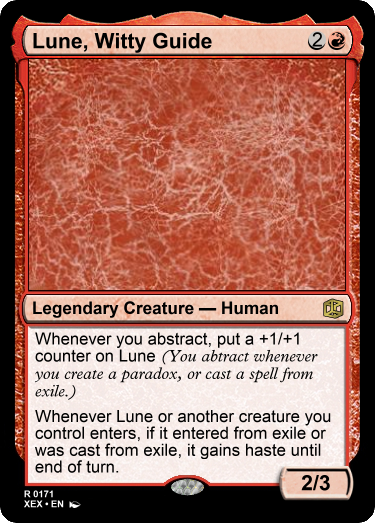 Lune, Witty Guide 2
Legendary Creature — Human
Whenever you abstract, put a +1/+1
counter on Lune (You abtract whenever
you create a paradox, or cast a spell from
exile.)
Whenever Lune or another creature you
control enters, if it entered from exile or
was cast from exile, it gains haste until
end of turn.
2/3
R 0171
XEX • EN